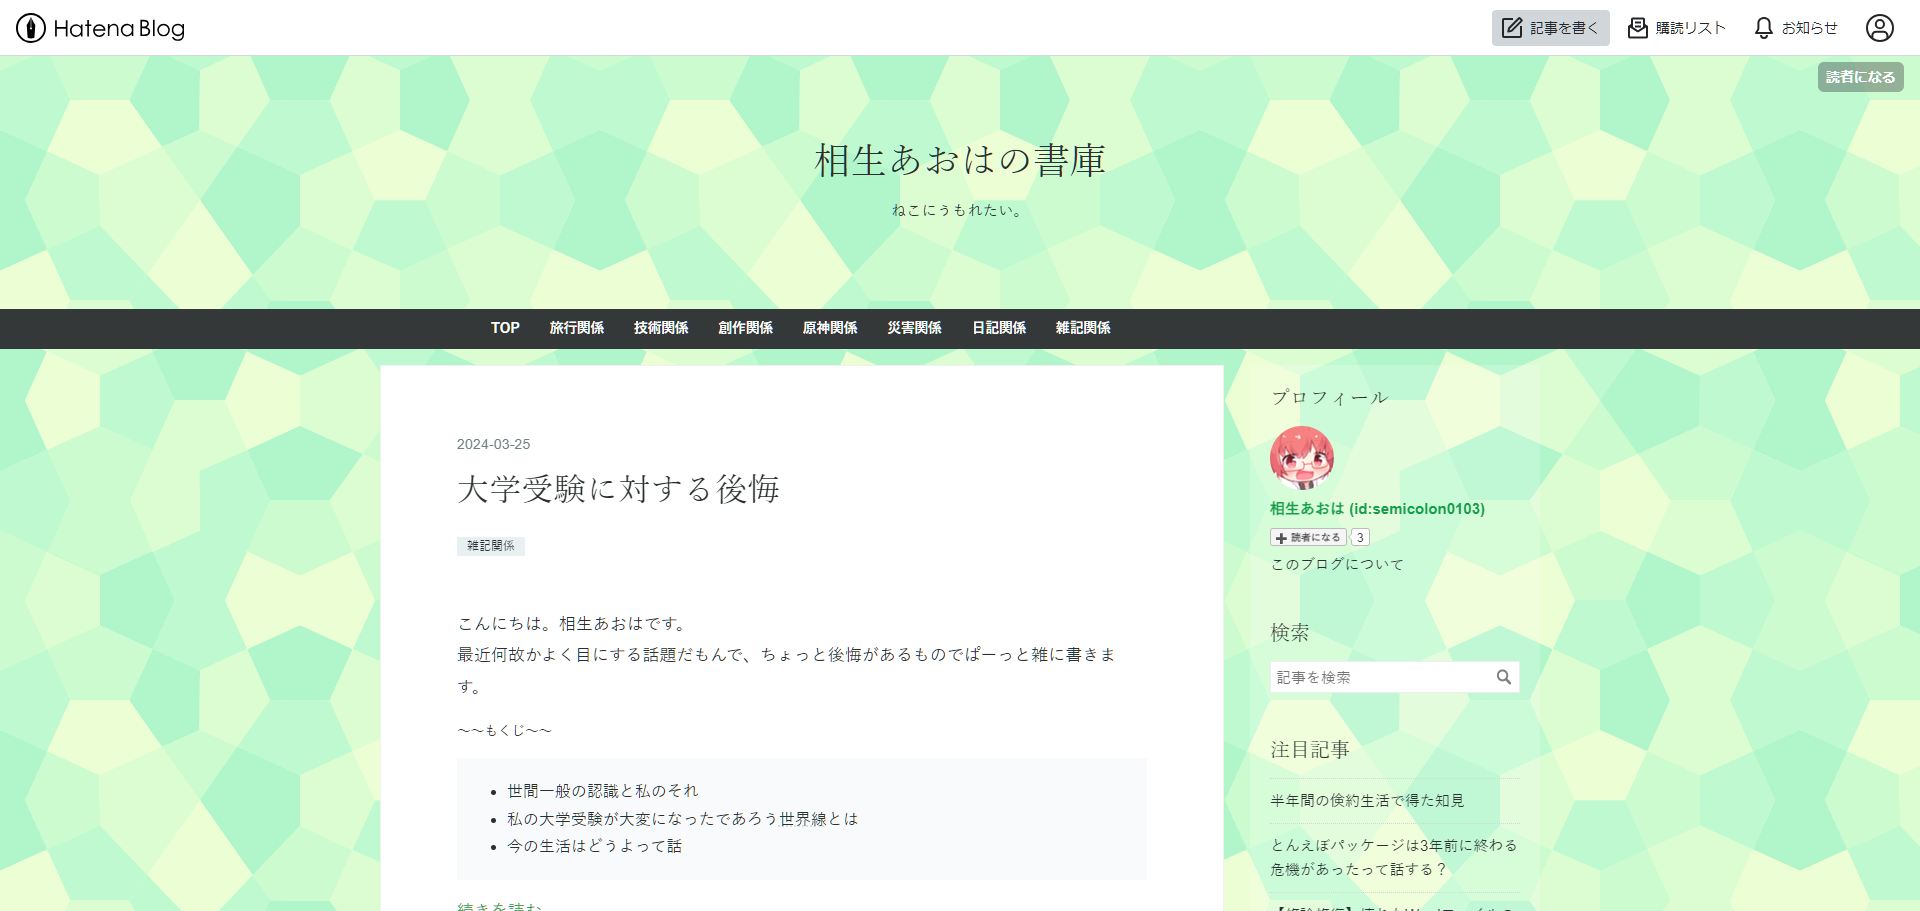 Hatena Blog
記事を書く
購読リスト
お知らせ
読者になる
相生あおはの書庫
ねこにうもれたい。
TOP 旅行関係 技術関係 創作関係 原神関係 災害関係 日記関係 雑記関係
2024-03-25
大学受験に対する後悔
雑記関係
こんにちは。相生あおはです。
最近何故かよく目にする話題だもんで、ちょっと後悔があるものでぱーっと雑に書きま
す。
～～もくじ～～
世間一般の認識と私のそれ
私の大学受験が大変になったであろう世界線とは
今の生活はどうよって話
続きを読む
プロフィール
相生あおは (id:semicolon0103)
読者になる 3
このブログについて
検索
記事を検索
注目記事
半年間の倹約生活で得た知見
とんえぼパッケージは3年前に終わる
危機があったって話する？